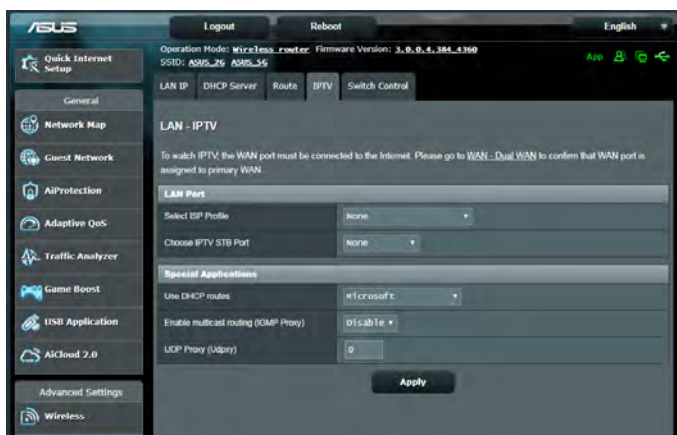 ASUS
Logout
Reboot
English
Quick Internet
Setup
Operation Mode: Wireless router Firmware Version: 3.0.0.4.384_4360
SSID: ASUS_2G ASUS_5G
App
LAN IP DHCP Server Route IPTV Switch Control
General
Network Map
Guest Network
AiProtection
Adaptive QoS
Traffic Analyzer
Game Boost
USB Application
AiCloud 2.0
Advanced Settings
Wireless
LAN - IPTV
To watch IPTV, the WAN port must be connected to the Internet. Please go to WAN - Dual WAN to confirm that WAN port is
assigned to primary WAN.
LAN Port
Select ISP Profile None
Choose IPTV STB Port None
Special Applications
Use DHCP routes Microsoft
Enable multicast routing (IGMP Proxy) Disable
UDP Proxy (Udpxy) 0
Apply